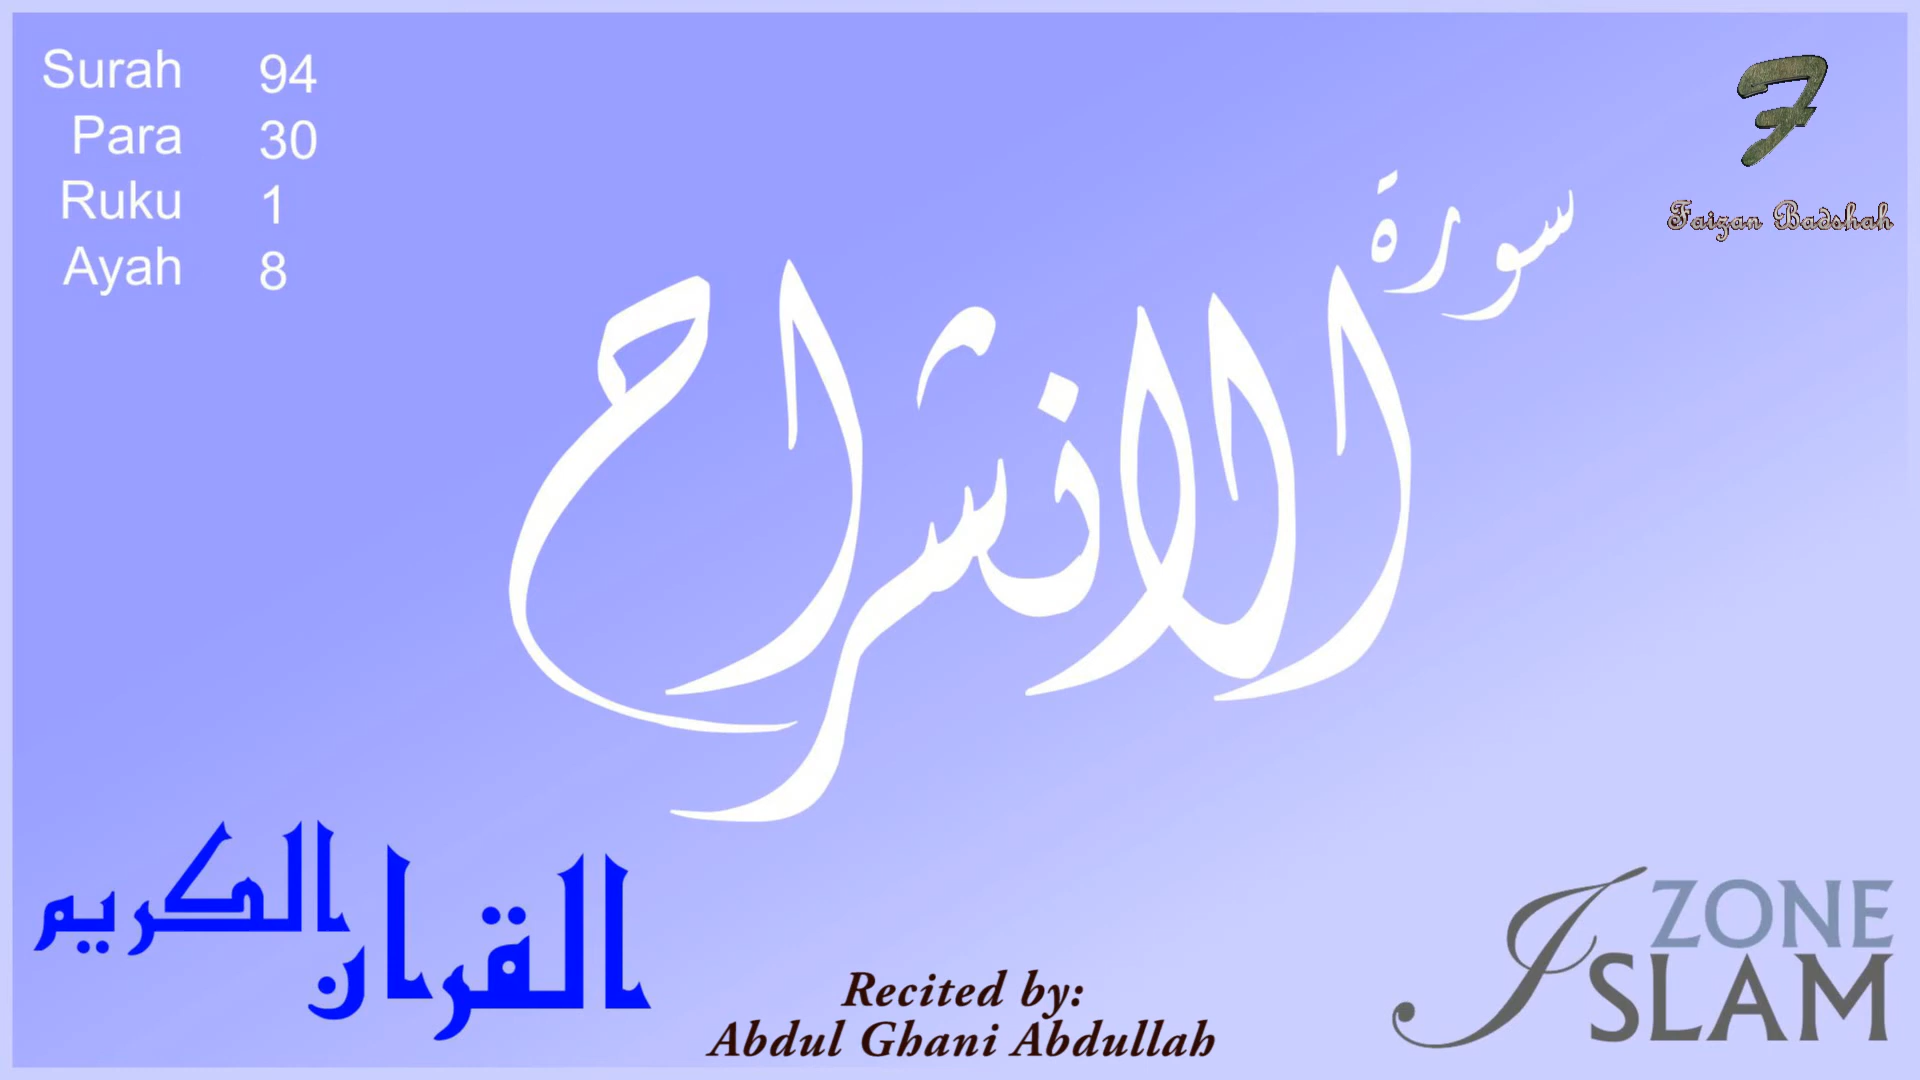 Surah 94
Para 30
Ruku 1
Ayah 8
F
Faizan Badshah
سورة
الانشراح
القران الكريم
Recited by:
Abdul Ghani Abdullah
ZONE
ISLAM